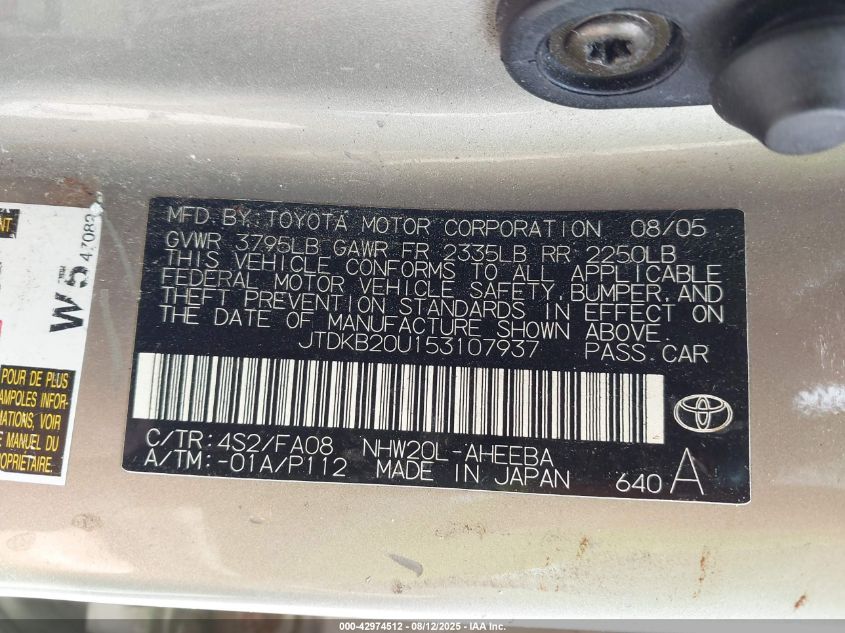 MFD. BY: TOYOTA MOTOR CORPORATION 08/05
GVWR 3795LB GAWR FR 2335LB RR 2250LB
THIS VEHICLE CONFORMS TO ALL APPLICABLE
FEDERAL MOTOR VEHICLE SAFETY, BUMPER, AND
THEFT PREVENTION STANDARDS IN EFFECT ON
THE DATE OF MANUFACTURE SHOWN ABOVE.
JTDKB20U153107937 PASS. CAR
C/TR: 4S2/FA08 NHW20L-AHEEBA
A/TM: -01A/P112 MADE IN JAPAN 640 A
W5
POUR DE PLUS
AMPOLES INFOR-
MATIONS, VOIR
MANUEL DU
PROPRIÉTAIRE.
000-42974512 - 08/12/2025 - IAA Inc.